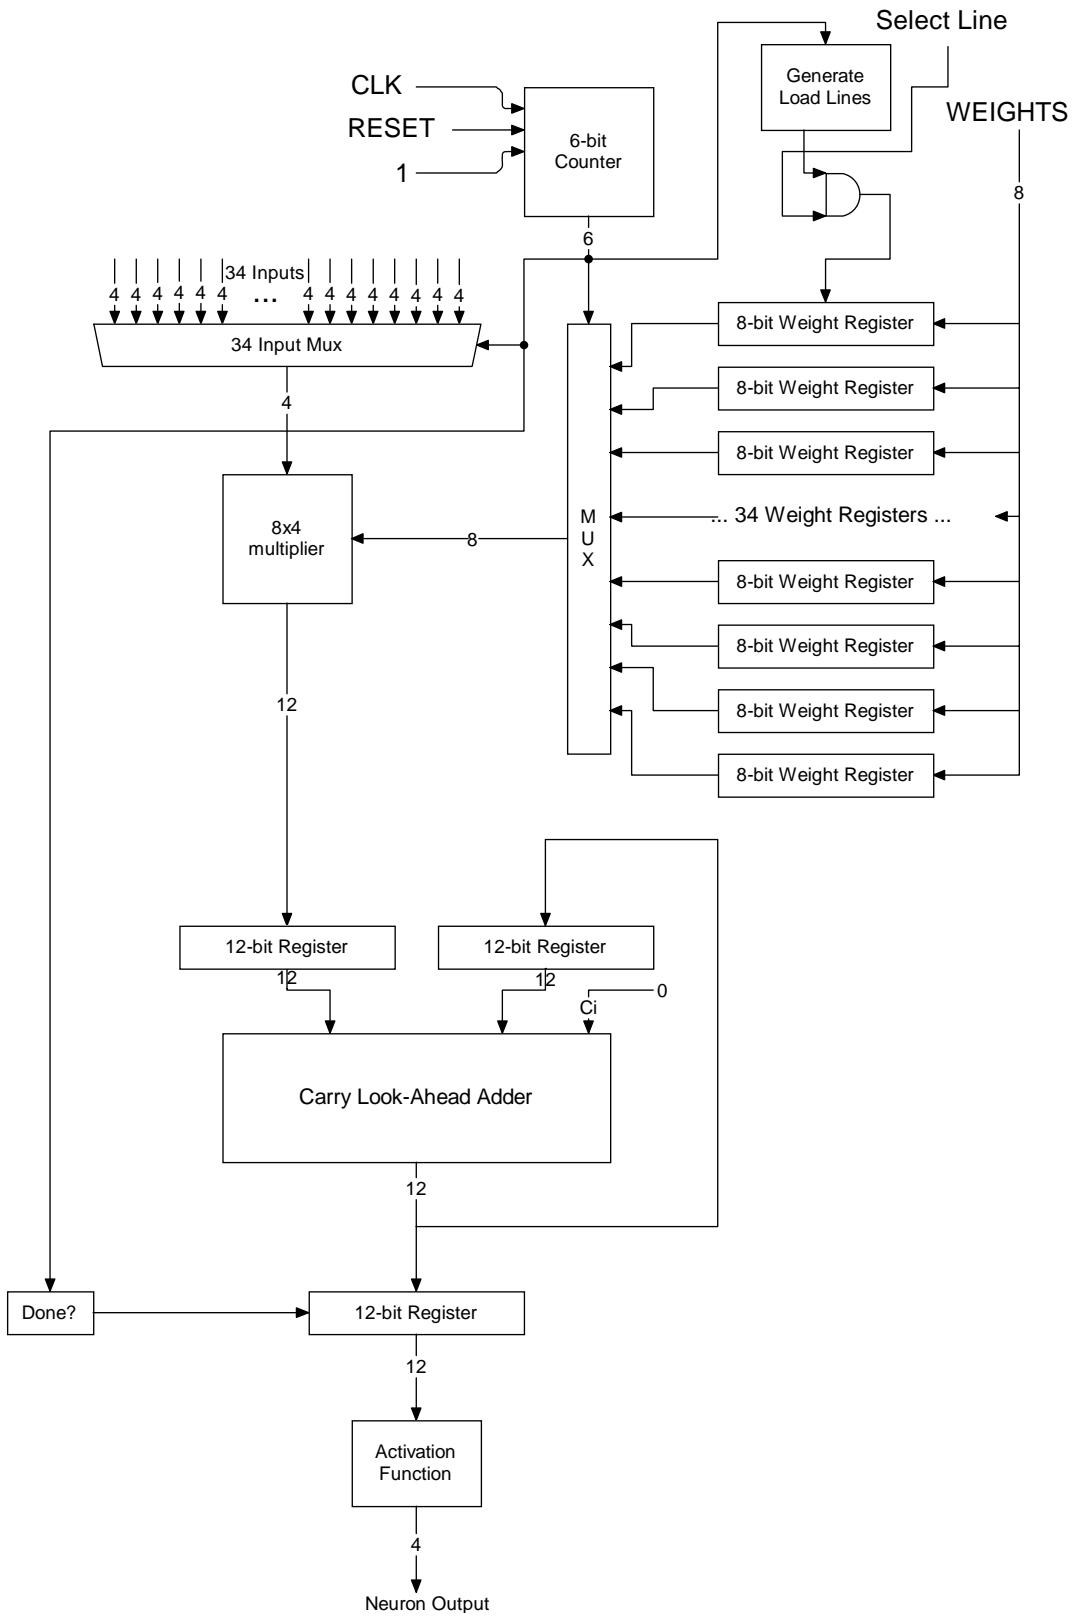 Select Line
Generate
Load Lines
CLK
WEIGHTS
RESET
6-bit
Counter
1
8
6
34 Inputs
4 4 4 4 4 4 ... 4 4 4 4 4 4 4 4
8-bit Weight Register
34 Input Mux
8-bit Weight Register
4
8-bit Weight Register
... 34 Weight Registers ...
M
U
X
8x4
multiplier
8
8-bit Weight Register
8-bit Weight Register
12
8-bit Weight Register
8-bit Weight Register
12-bit Register
12-bit Register
12
12
0
Ci
Carry Look-Ahead Adder
12
Done?
12-bit Register
12
Activation
Function
4
Neuron Output